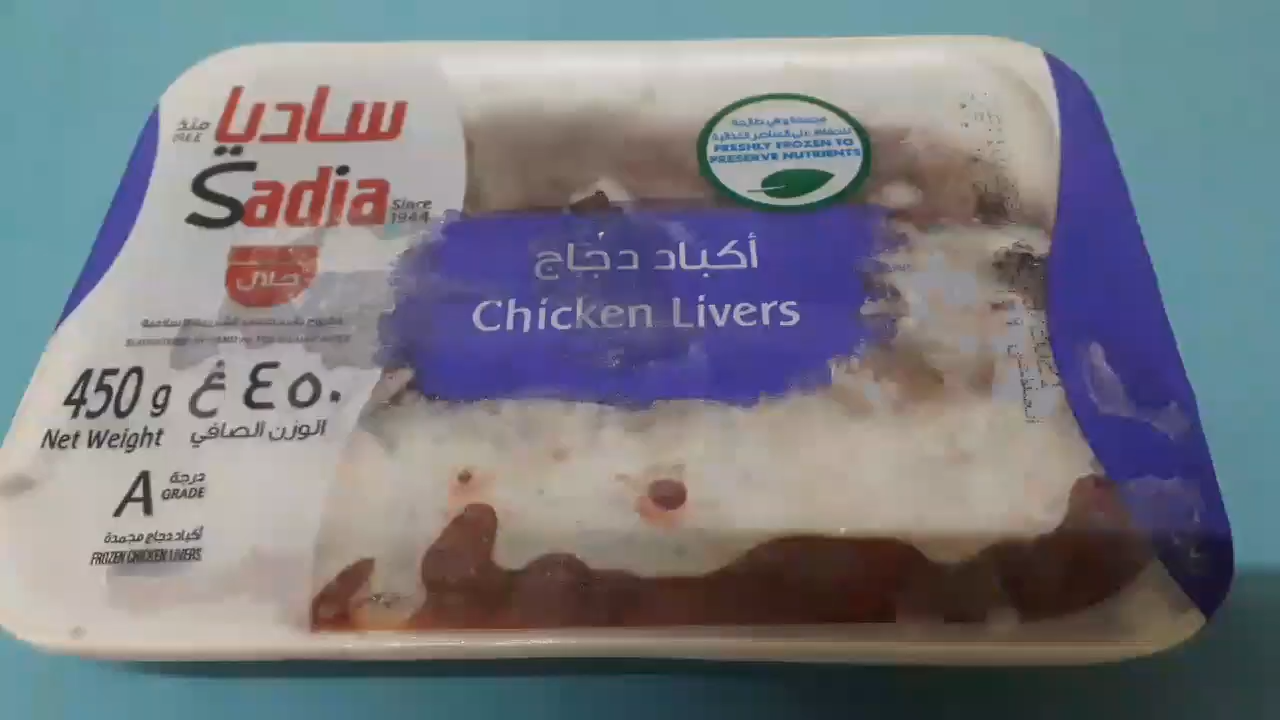 منذ
ساديا
Sadia
Since
1944
حلال
450 g
٤٥٠ غ
Net Weight
الوزن الصافي
A
درجة
GRADE
أكباد دجاج مجمدة
FROZEN CHICKEN LIVERS
FRESHLY FROZEN TO
PRESERVE NUTRIENTS
أكباد دجاج
Chicken Livers